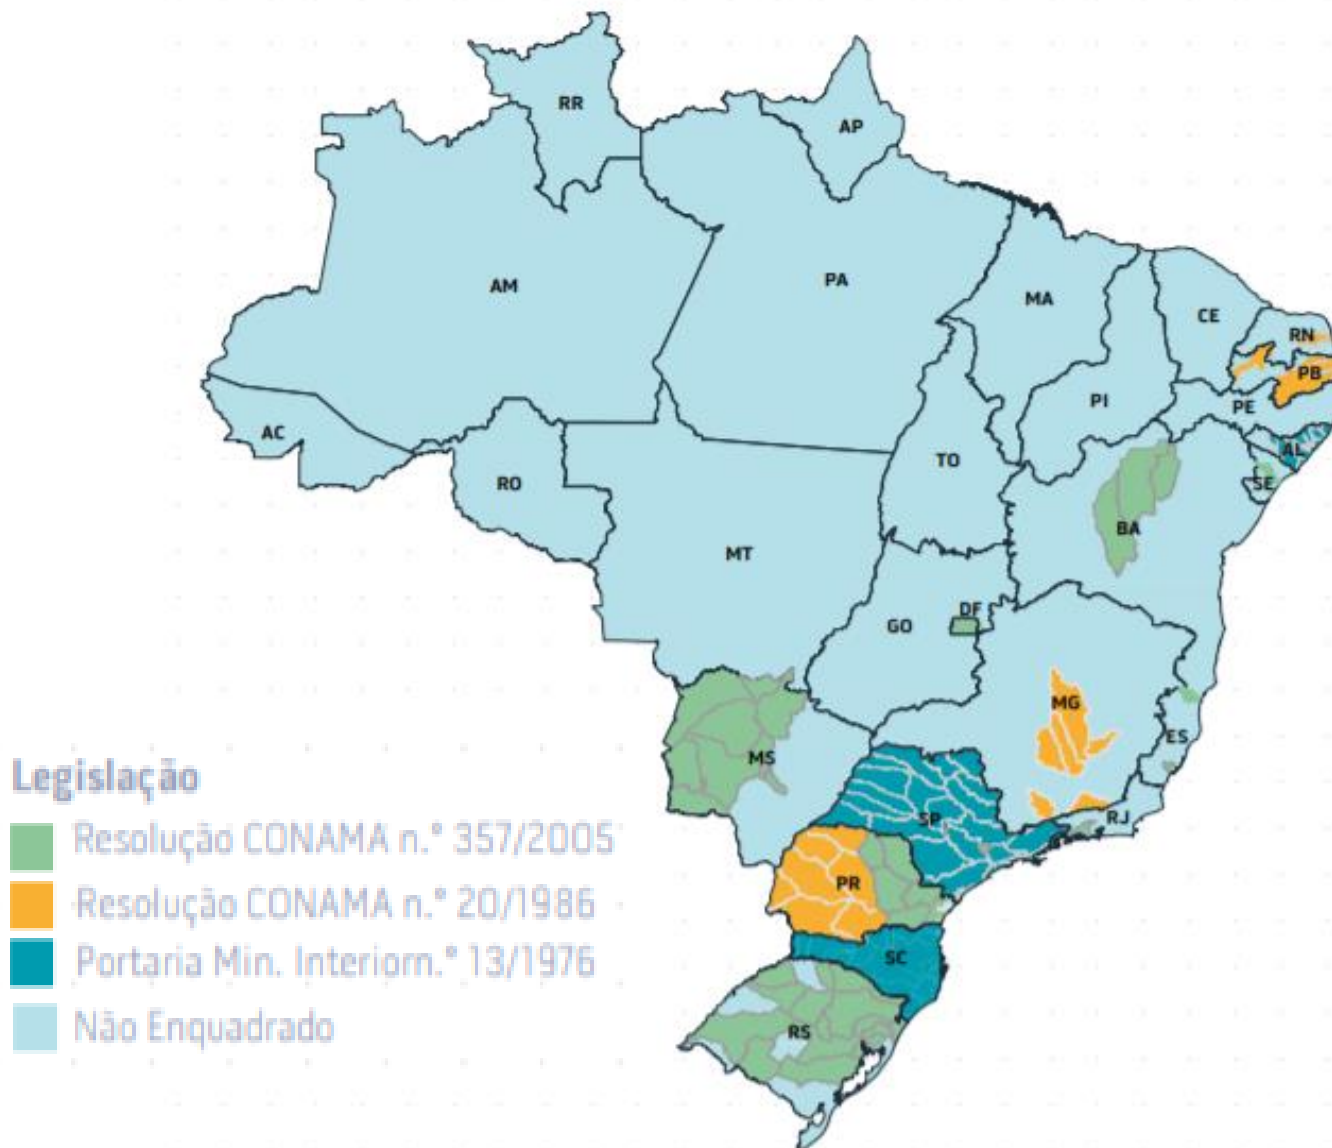 RR
AP
AM
PA
MA
CE
RN
PB
PI
PE
AC
TO
AL
RO
SE
BA
MT
DF
GO
MG
ES
MS
Legislação
RJ
SP
Resolução CONAMA n.° 357/2005
PR
Resolução CONAMA n.° 20/1986
SC
Portaria Min. Interiorn.° 13/1976
Não Enquadrado
RS